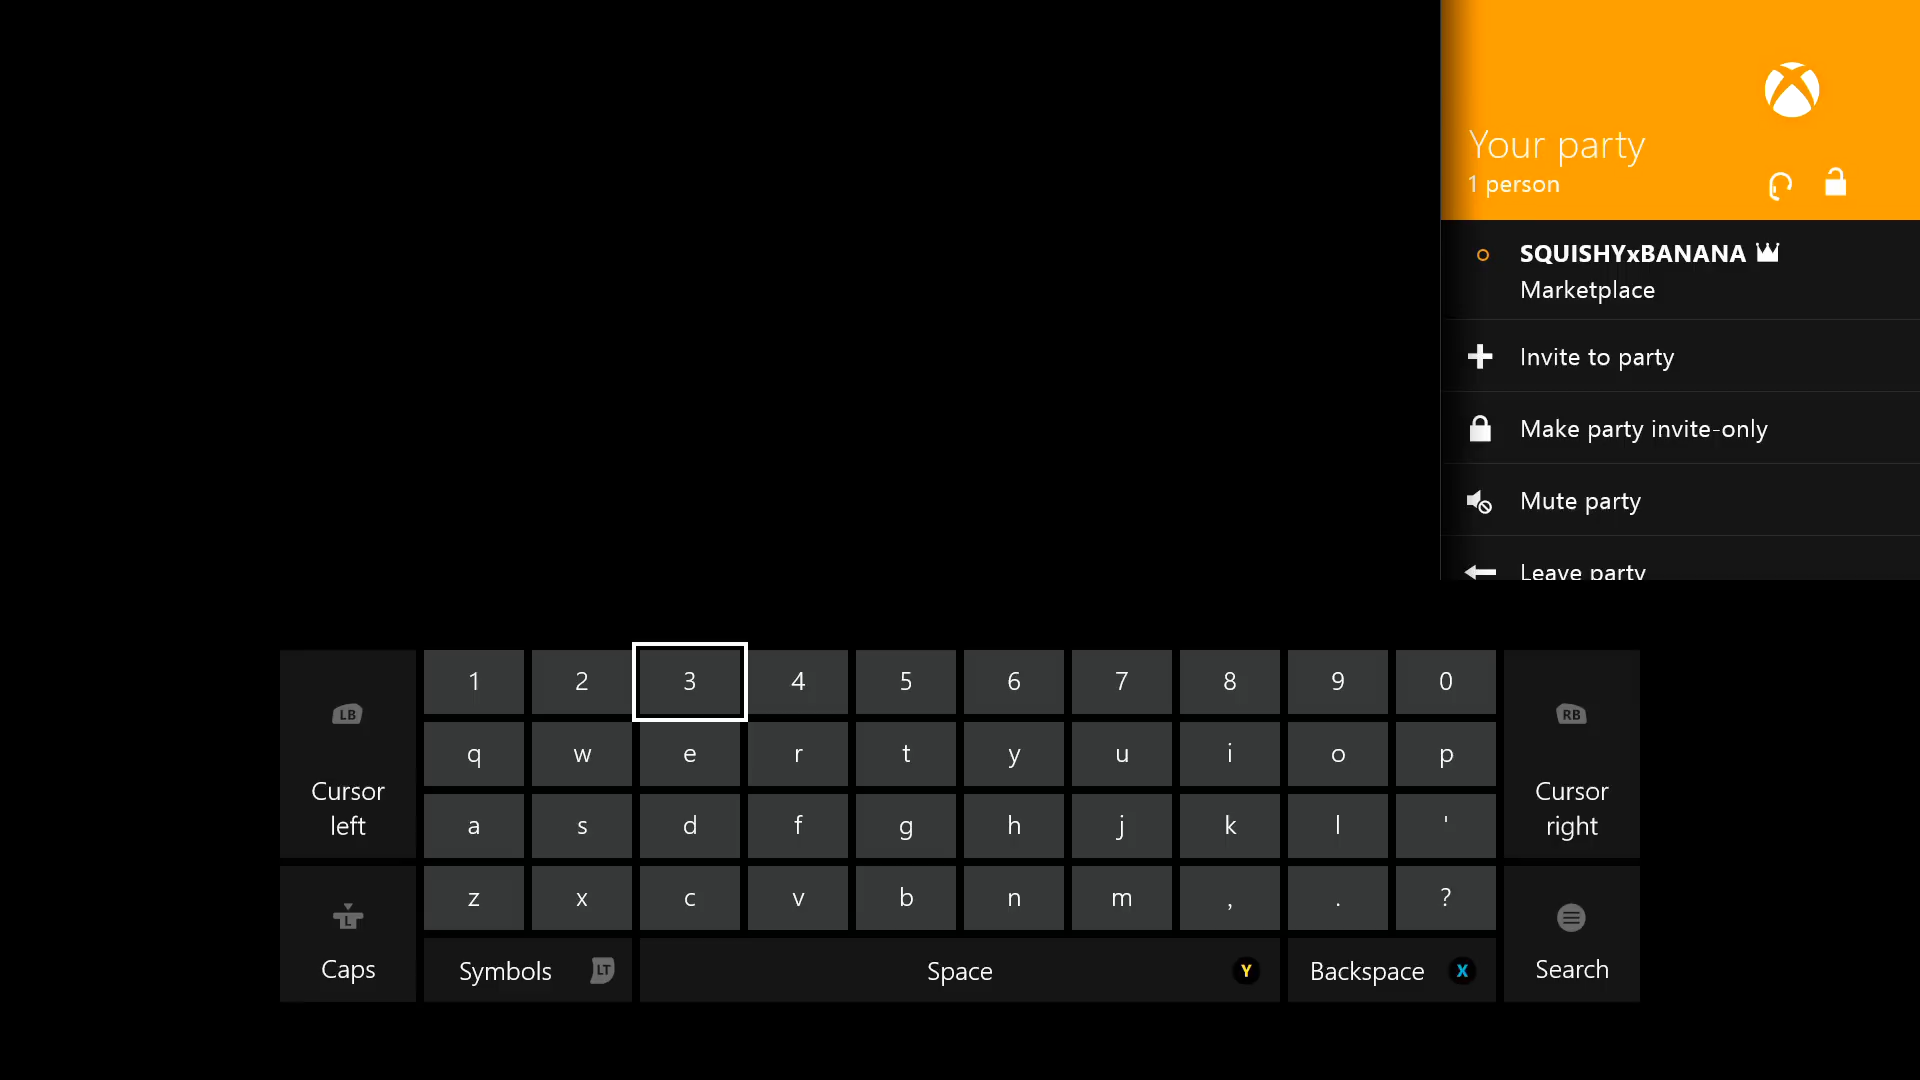 Your party
1 person
SQUISHYxBANANA
Marketplace
Invite to party
Make party invite-only
Mute party
Leave party
1 2 3 4 5 6 7 8 9 0
LB
RB
q w e r t y u i o p
Cursor left
Cursor right
a s d f g h j k l '
z x c v b n m , . ?
L
Caps
Symbols LT
Space Y
Backspace X
Search